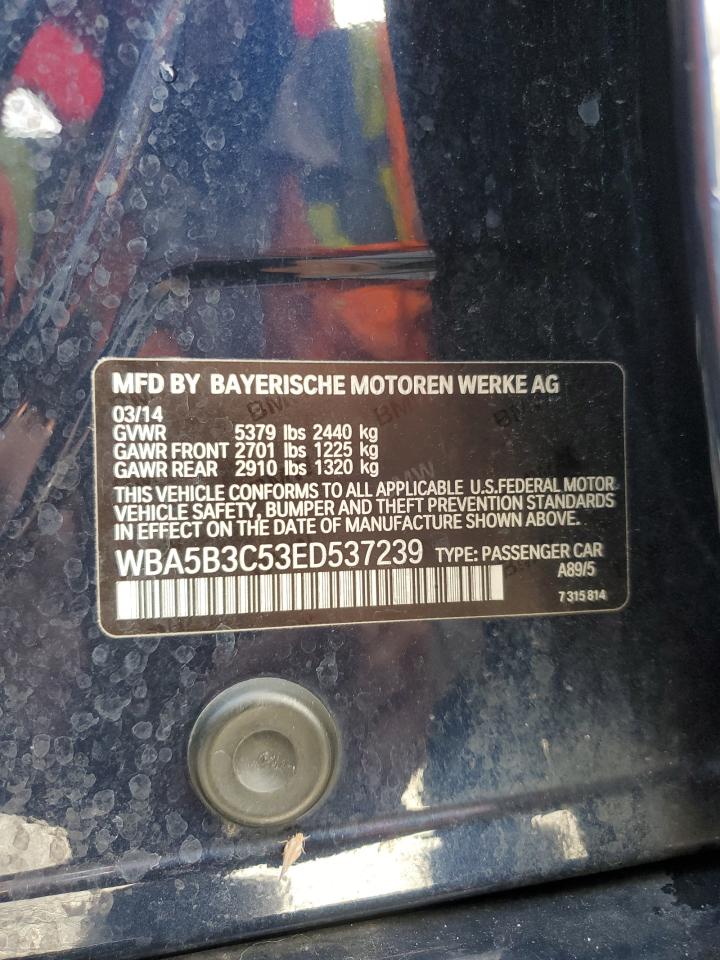 MFD BY BAYERISCHE MOTOREN WERKE AG
03/14
GVWR 5379 lbs 2440 kg
GAWR FRONT 2701 lbs 1225 kg
GAWR REAR 2910 lbs 1320 kg
THIS VEHICLE CONFORMS TO ALL APPLICABLE U.S.FEDERAL MOTOR
VEHICLE SAFETY, BUMPER AND THEFT PREVENTION STANDARDS
IN EFFECT ON THE DATE OF MANUFACTURE SHOWN ABOVE.
WBA5B3C53ED537239 TYPE: PASSENGER CAR
A89/5
7 315 814